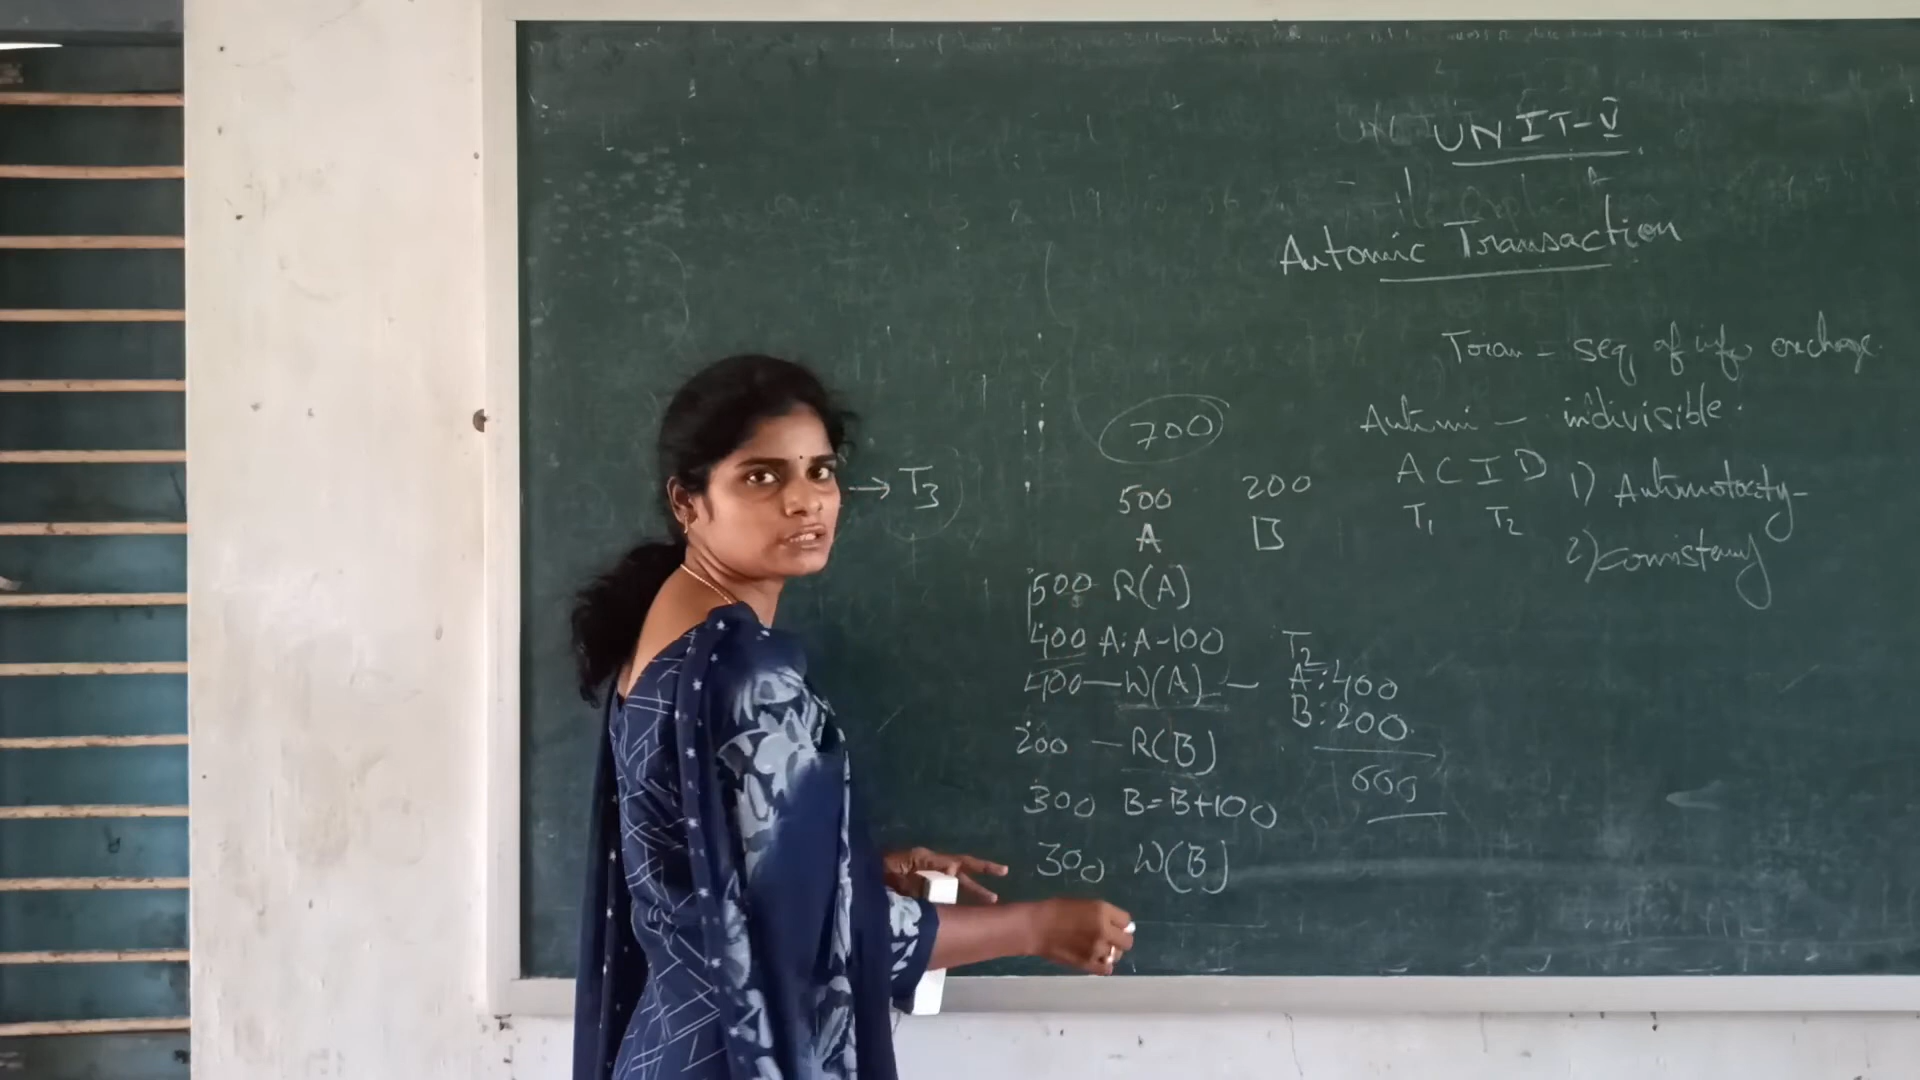 UNIT-V
Automic Transaction
Tran = seq of info exchange.
Automi - indivisible.
A C I D
1) Automotocity-
T1 T2
2) consistency
700
500 200
A B
→ T3
500 R(A)
400 A:A-100
400 — W(A) —
T2
A:400
B:200.
600
200 — R(B)
300 B=B+100
300 W(B)